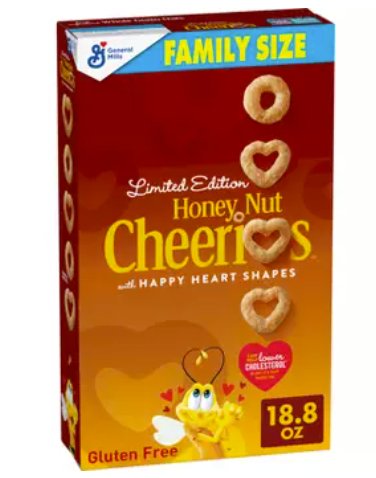 General
Mills
FAMILY SIZE
Limited Edition
Honey Nut
Cheerios
with HAPPY HEART SHAPES
lower
CHOLESTEROL
18.8
OZ
Gluten Free